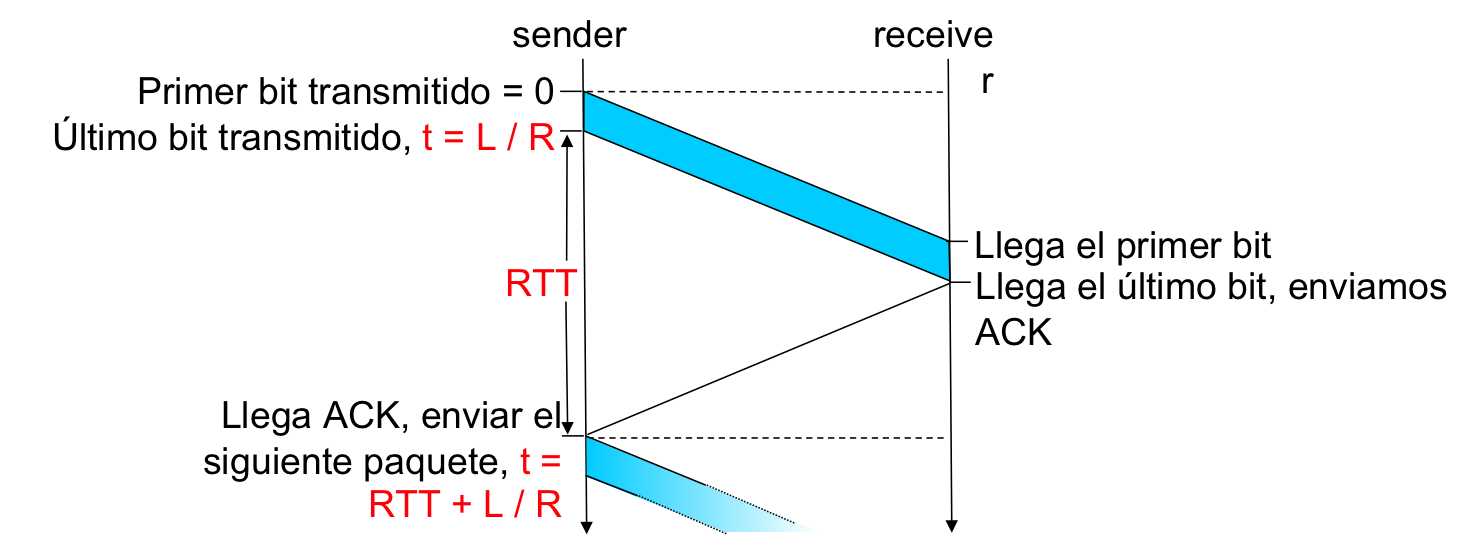 sender
receive
r
Primer bit transmitido = 0
Último bit transmitido, t = L / R
RTT
Llega el primer bit
Llega el último bit, enviamos
ACK
Llega ACK, enviar el
siguiente paquete, t =
RTT + L / R